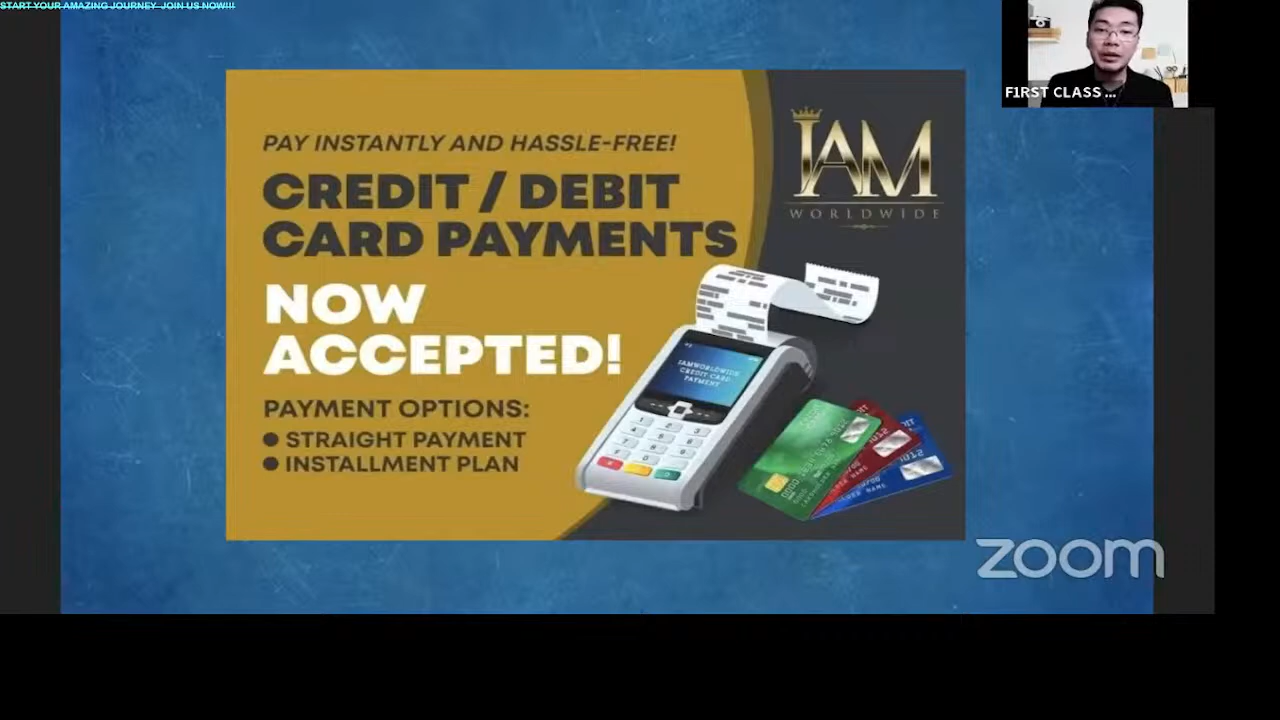 START YOUR AMAZING JOURNEY JOIN US NOW!!!
F1RST CLASS ...
PAY INSTANTLY AND HASSLE-FREE!
CREDIT / DEBIT
CARD PAYMENTS
NOW
ACCEPTED!
PAYMENT OPTIONS:
● STRAIGHT PAYMENT
● INSTALLMENT PLAN
IAM
WORLDWIDE
IAMWORLDWIDE
CREDIT CARD
PAYMENT
zoom